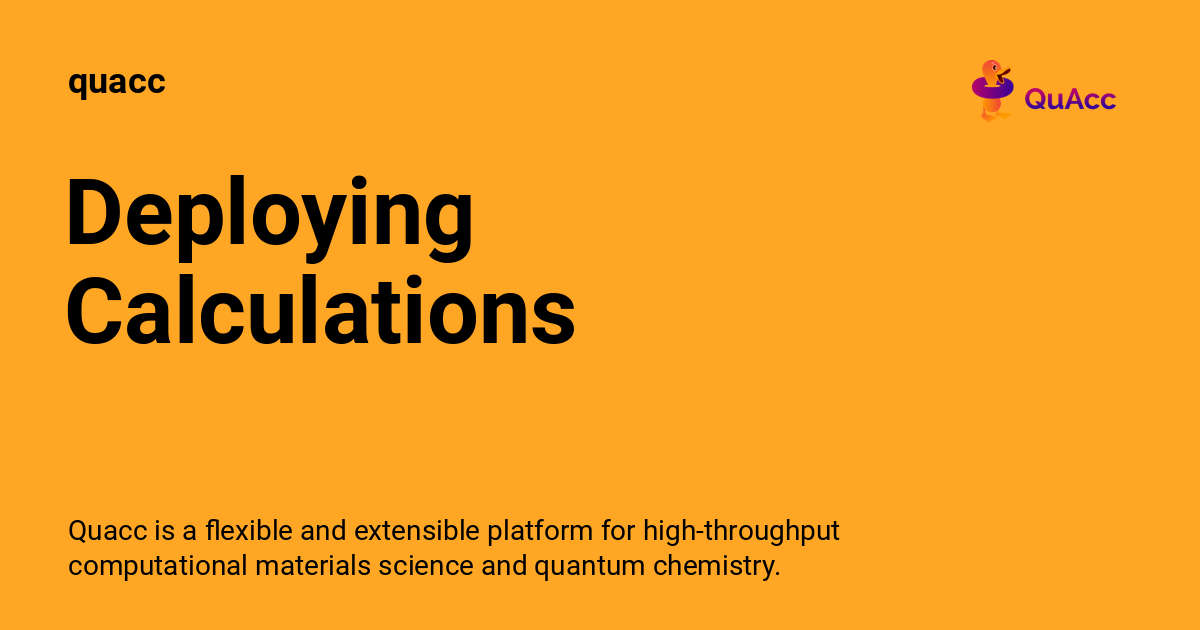 quacc
QuAcc
Deploying
Calculations
Quacc is a flexible and extensible platform for high-throughput
computational materials science and quantum chemistry.